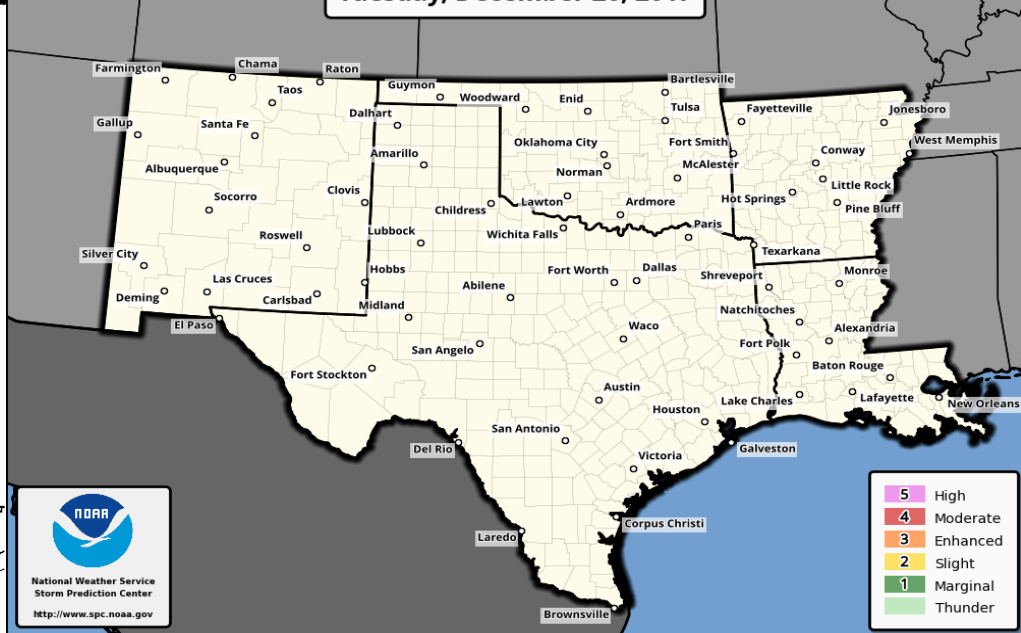 Tuesday, December
Farmington
Chama
Raton
Guymon
Bartlesville
Taos
Woodward
Enid
Tulsa
Fayetteville
Jonesboro
Gallup
Santa Fe
Dalhart
Oklahoma City
Fort Smith
West Memphis
Albuquerque
Amarillo
Norman
McAlester
Conway
Socorro
Clovis
Childress
Lawton
Ardmore
Hot Springs
Little Rock
Pine Bluff
Roswell
Lubbock
Wichita Falls
Paris
Texarkana
Silver City
Las Cruces
Hobbs
Fort Worth
Dallas
Shreveport
Monroe
Deming
Carlsbad
Midland
Abilene
Natchitoches
El Paso
San Angelo
Waco
Fort Polk
Alexandria
Fort Stockton
Austin
Baton Rouge
Lake Charles
Lafayette
New Orleans
Houston
Del Rio
San Antonio
Galveston
Victoria
Laredo
Corpus Christi
Brownsville
NOAA
National Weather Service
Storm Prediction Center
http://www.spc.noaa.gov
5 High
4 Moderate
3 Enhanced
2 Slight
1 Marginal
Thunder